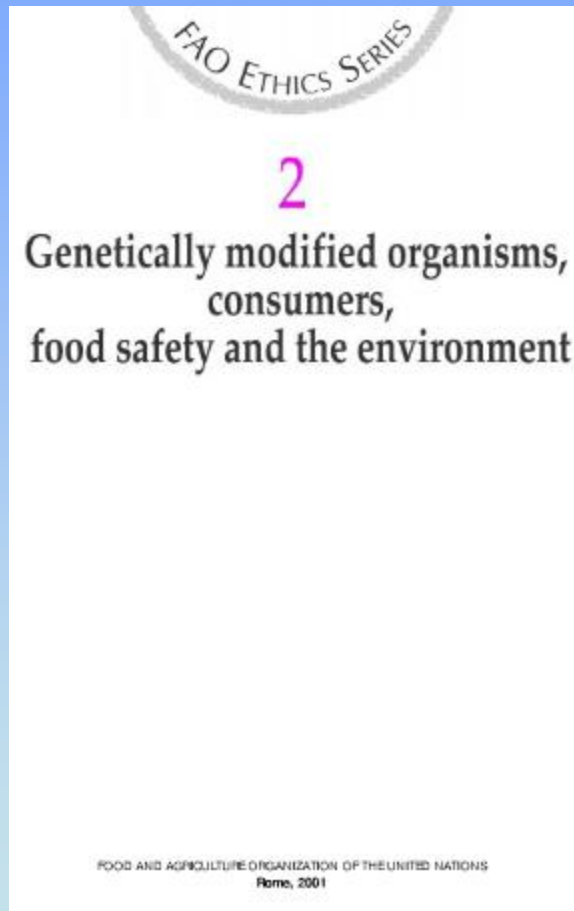 FAO ETHICS SERIES
2
Genetically modified organisms,
consumers,
food safety and the environment
FOOD AND AGRICULTURE ORGANIZATION OF THE UNITED NATIONS
Rome, 2001